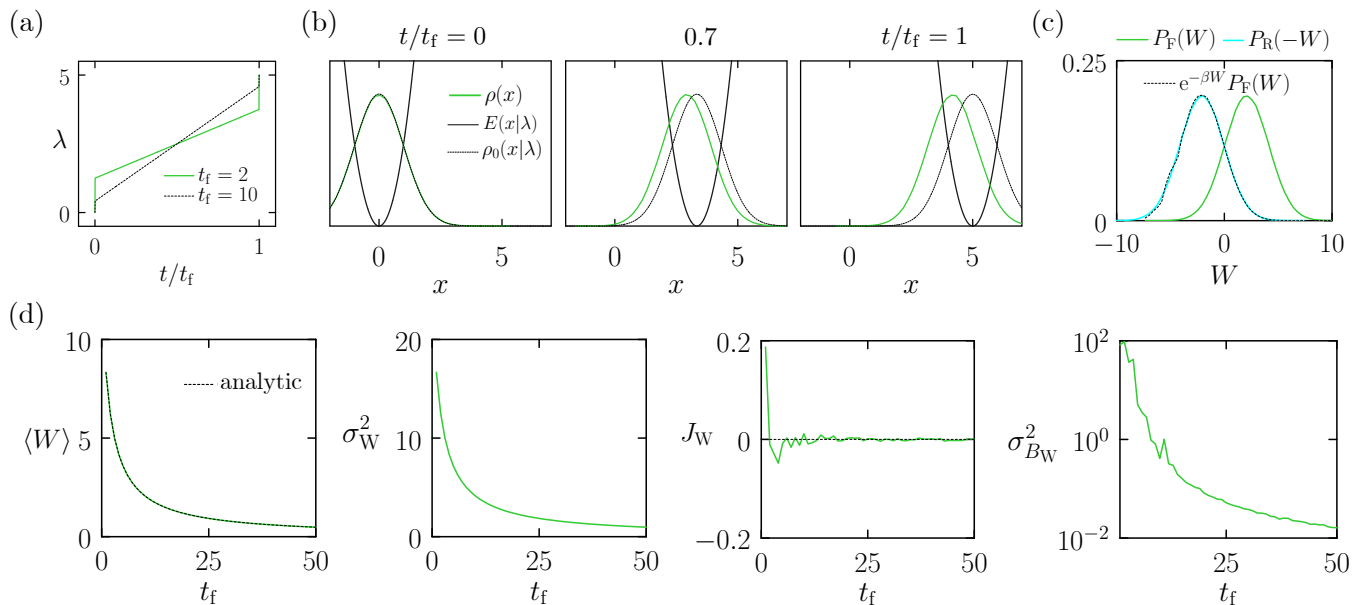 (a)
5
λ
0
t_f = 2
t_f = 10
0 1
t/t_f
(b)
t/t_f = 0 0.7 t/t_f = 1
ρ(x)
E(x|λ)
ρ_0(x|λ)
0 5
x
0 5
x
0 5
x
(c)
P_F(W) P_R(−W)
0.25
e^{−βW}P_F(W)
0
−10 0 10
W
(d)
10
analytic
⟨W⟩ 5
0
0 25 50
t_f
20
σ_W^2 10
0
0 25 50
t_f
0.2
J_W 0
−0.2
0 25 50
t_f
10^2
σ_{B_W}^2 10^0
10^{−2}
25 50
t_f